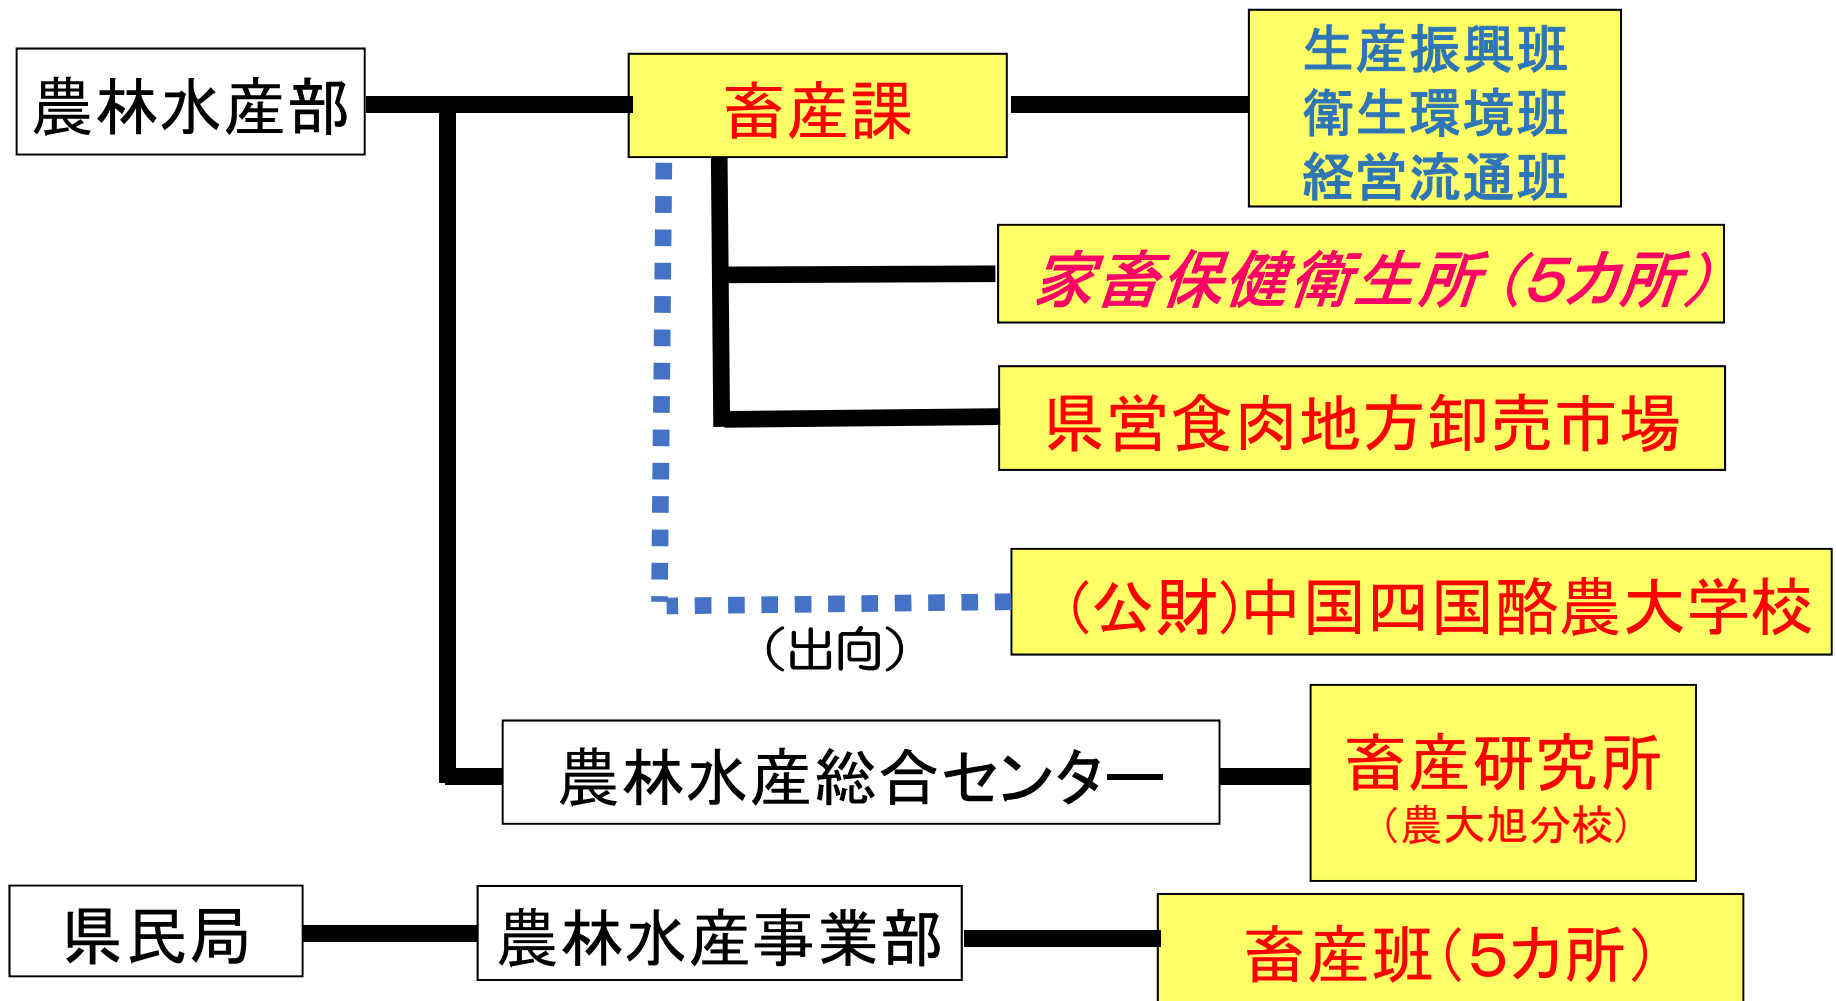 農林水産部
畜産課
生産振興班
衛生環境班
経営流通班
家畜保健衛生所（５カ所）
県営食肉地方卸売市場
（公財）中国四国酪農大学校
（出向）
農林水産総合センター
畜産研究所
（農大旭分校）
県民局
農林水産事業部
畜産班（５カ所）